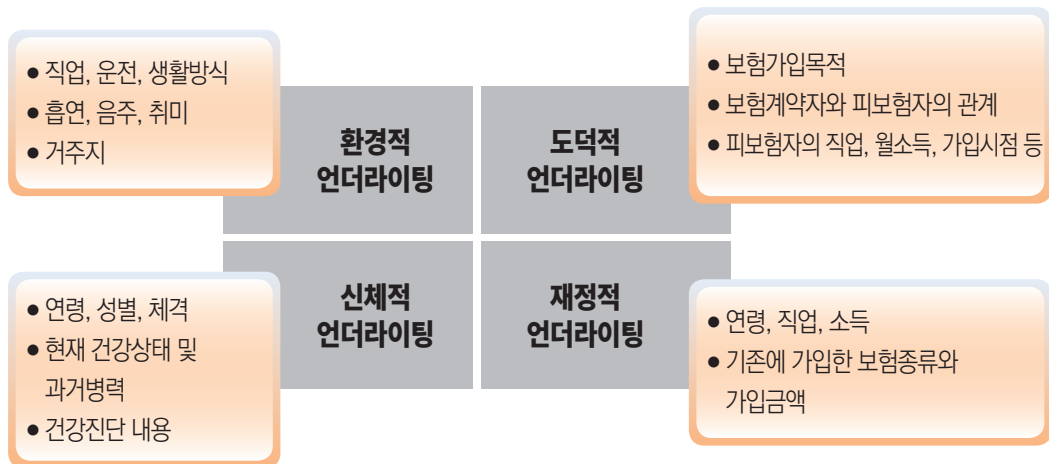 ● 직업, 운전, 생활방식
● 흡연, 음주, 취미
● 거주지
환경적
언더라이팅
도덕적
언더라이팅
● 보험가입목적
● 보험계약자와 피보험자의 관계
● 피보험자의 직업, 월소득, 가입시점 등
● 연령, 성별, 체격
● 현재 건강상태 및
과거병력
● 건강진단 내용
신체적
언더라이팅
재정적
언더라이팅
● 연령, 직업, 소득
● 기존에 가입한 보험종류와
가입금액